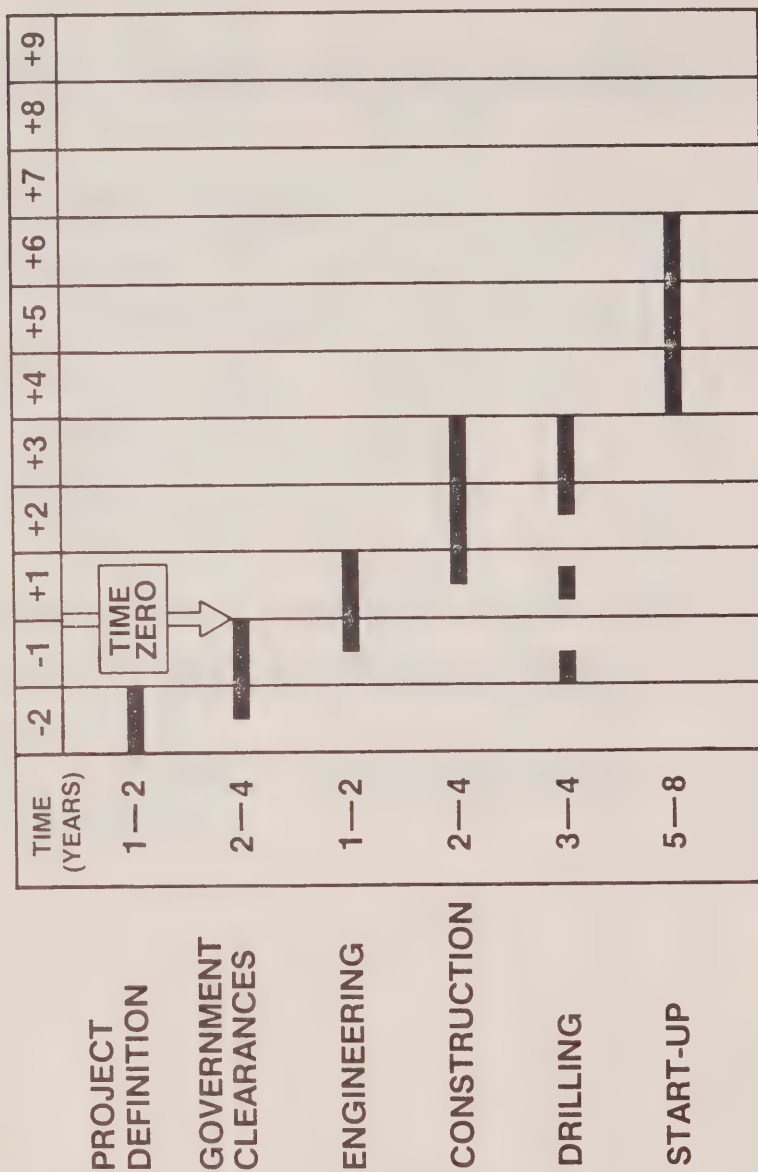 TIME
(YEARS)
-2
-1
+1
+2
+3
+4
+5
+6
+7
+8
+9
TIME
ZERO
PROJECT
DEFINITION
1—2
GOVERNMENT
CLEARANCES
2—4
ENGINEERING
1—2
CONSTRUCTION
2—4
DRILLING
3—4
START-UP
5—8